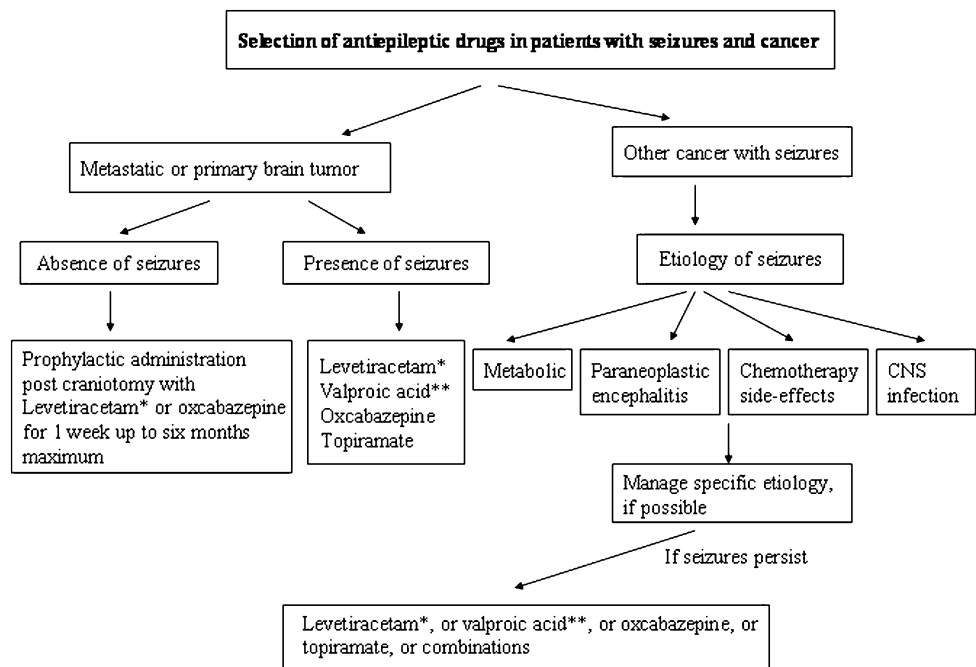 Selection of antiepileptic drugs in patients with seizures and cancer
Metastatic or primary brain tumor
Other cancer with seizures
Absence of seizures
Presence of seizures
Etiology of seizures
Prophylactic administration
post craniotomy with
Levetiracetam* or oxcabazepine
for 1 week up to six months
maximum
Levetiracetam*
Valproic acid**
Oxcabazepine
Topiramate
Metabolic
Paraneoplastic
encephalitis
Chemotherapy
side-effects
CNS
infection
Manage specific etiology,
if possible
If seizures persist
Levetiracetam*, or valproic acid**, or oxcabazepine, or
topiramate, or combinations